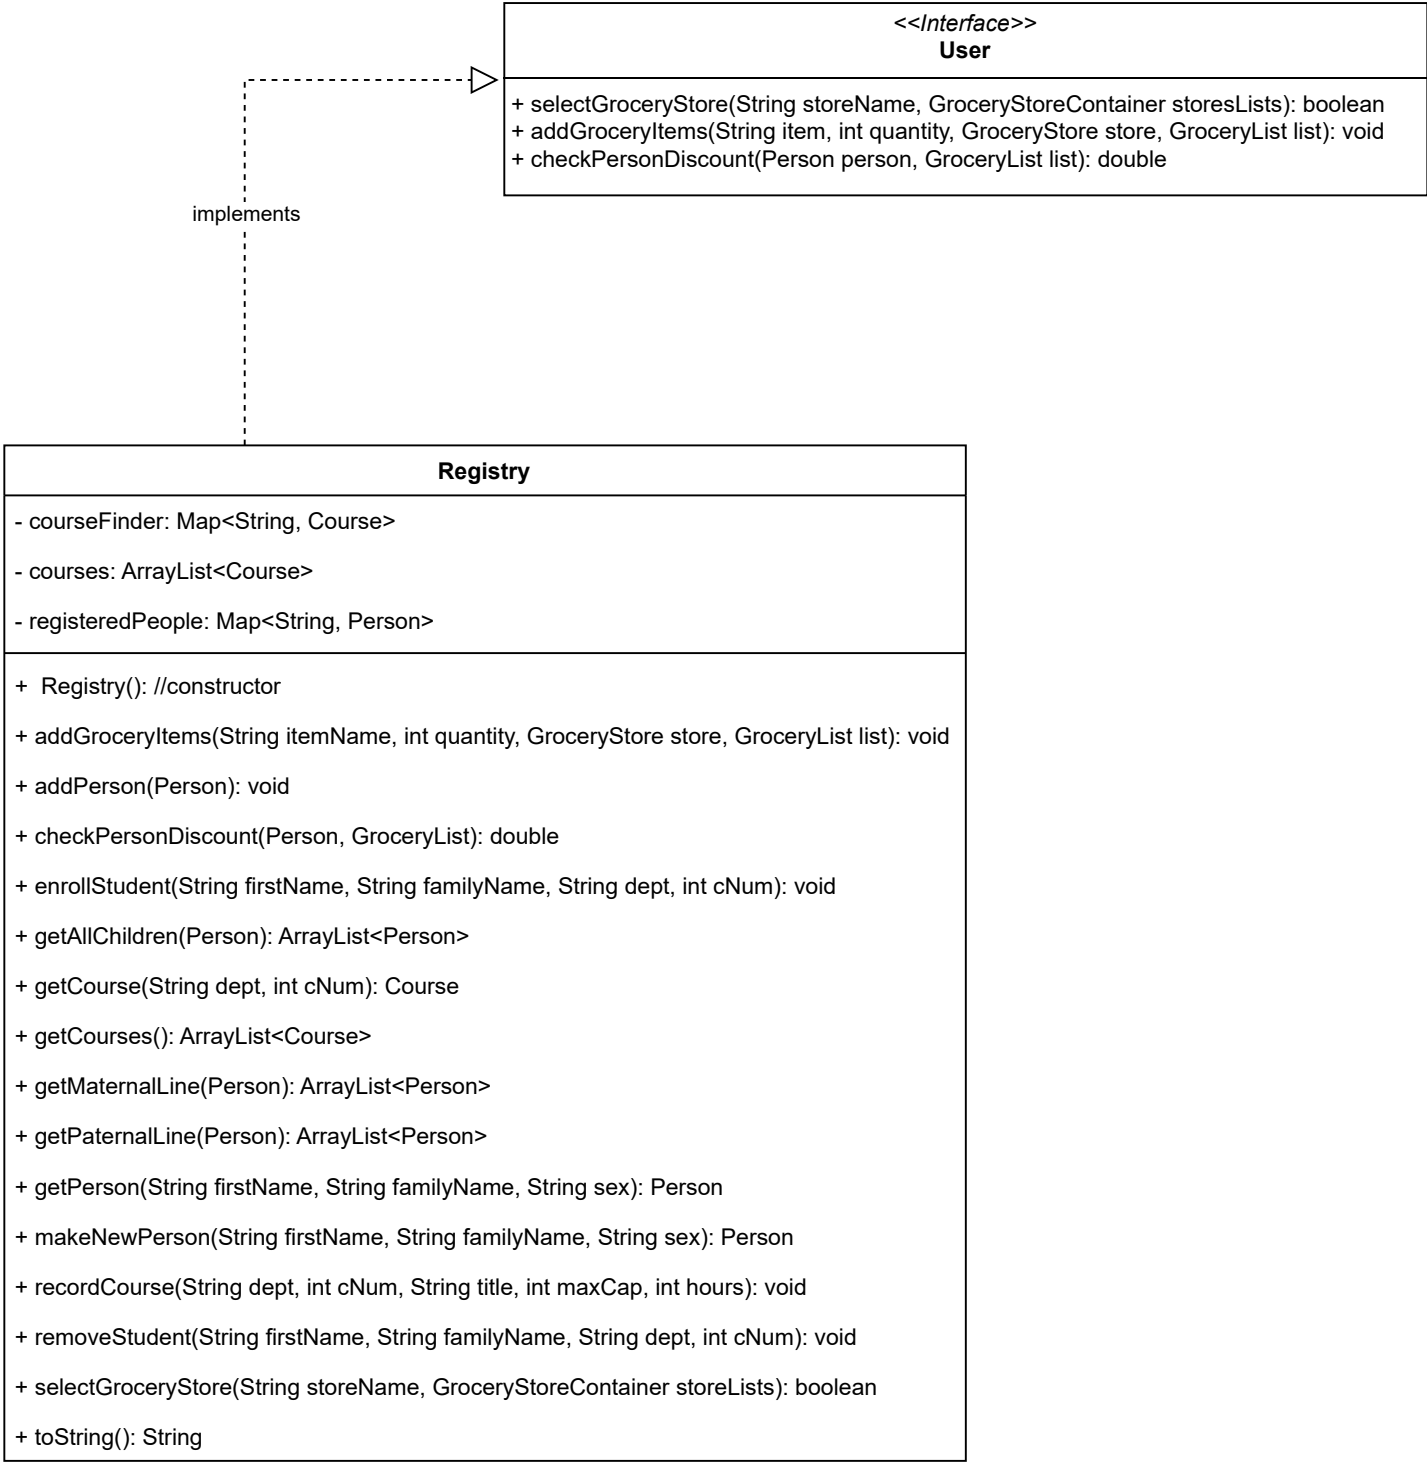 <<Interface>>
User
+ selectGroceryStore(String storeName, GroceryStoreContainer storesLists): boolean
+ addGroceryItems(String item, int quantity, GroceryStore store, GroceryList list): void
+ checkPersonDiscount(Person person, GroceryList list): double
implements
Registry
- courseFinder: Map<String, Course>
- courses: ArrayList<Course>
- registeredPeople: Map<String, Person>
+  Registry(): //constructor
+ addGroceryItems(String itemName, int quantity, GroceryStore store, GroceryList list): void
+ addPerson(Person): void
+ checkPersonDiscount(Person, GroceryList): double
+ enrollStudent(String firstName, String familyName, String dept, int cNum): void
+ getAllChildren(Person): ArrayList<Person>
+ getCourse(String dept, int cNum): Course
+ getCourses(): ArrayList<Course>
+ getMaternalLine(Person): ArrayList<Person>
+ getPaternalLine(Person): ArrayList<Person>
+ getPerson(String firstName, String familyName, String sex): Person
+ makeNewPerson(String firstName, String familyName, String sex): Person
+ recordCourse(String dept, int cNum, String title, int maxCap, int hours): void
+ removeStudent(String firstName, String familyName, String dept, int cNum): void
+ selectGroceryStore(String storeName, GroceryStoreContainer storeLists): boolean
+ toString(): String